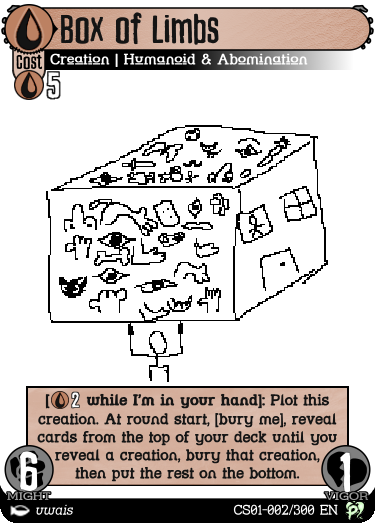 Box of Limbs
Cost
Creation | Humanoid & Abomination
5
[2 while I'm in your hand]: Plot this
creation. At round start, [bury me], reveal
cards from the top of your deck until you
reveal a creation, bury that creation,
then put the rest on the bottom.
6
MIGHT
1
VIGOR
uwais
CS01-002/300 EN